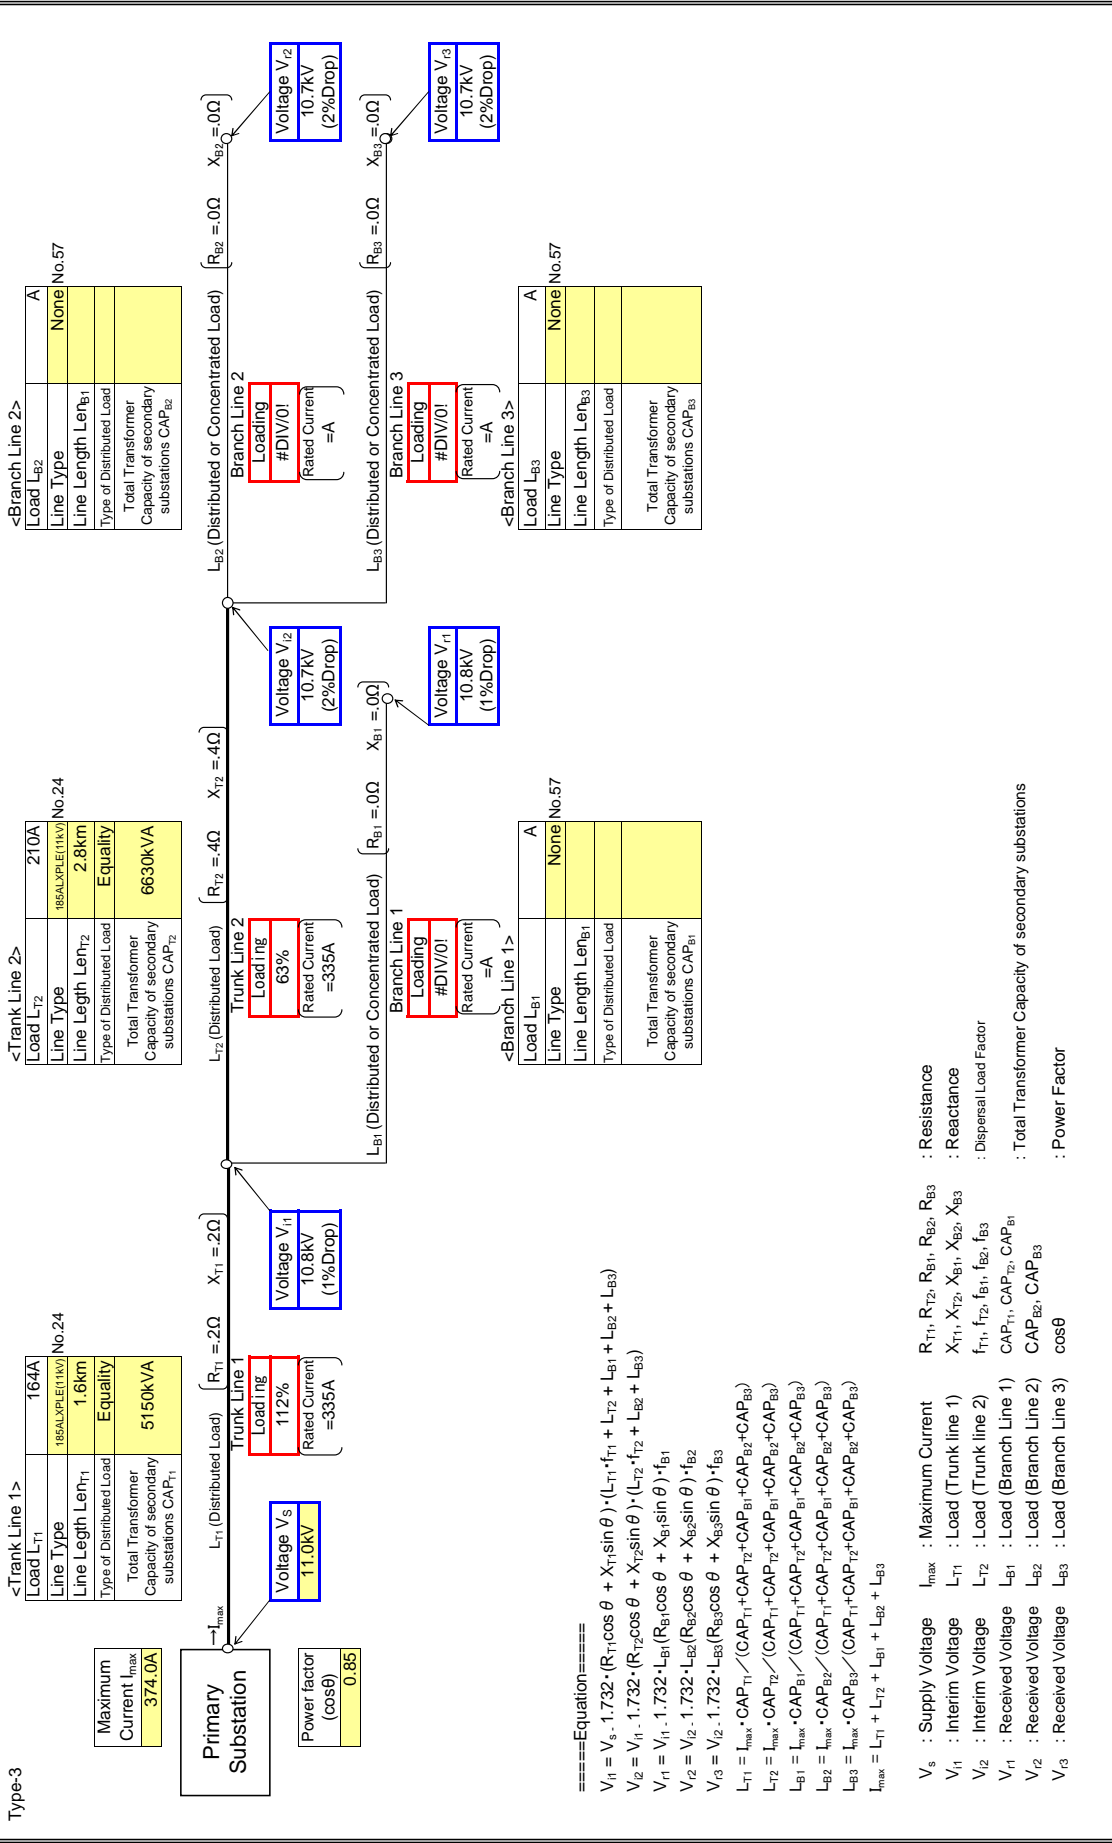 Type-3
Maximum
Current Imax
374.0A
Primary
Substation
Power factor
(cosθ)
0.85
→Imax
Voltage VS
11.0kV
<Trank Line 1>
Load LT1 164A
Line Type 185ALXPLE(11kV) No.24
Line Legth LenT1 1.6km
Type of Distributed Load Equality
Total Transformer
Capacity of secondary
substations CAPT1
5150kVA
LT1 (Distributed Load)
RT1 =.2Ω XT1 =.2Ω
Trunk Line 1
Loading
112%
Rated Current
=335A
Voltage Vi1
10.8kV
(1%Drop)
<Trank Line 2>
Load LT2 210A
Line Type 185ALXPLE(11kV) No.24
Line Length LenT2 2.8km
Type of Distributed Load Equality
Total Transformer
Capacity of secondary
substations CAPT2
6630kVA
LT2 (Distributed Load)
RT2 =.4Ω XT2 =.4Ω
Trunk Line 2
Loading
63%
Rated Current
=335A
Voltage Vi2
10.7kV
(2%Drop)
LB1 (Distributed or Concentrated Load)
RB1 =.0Ω XB1 =.0Ω
Branch Line 1
Loading
#DIV/0!
Rated Current
=A
Voltage Vr1
10.8kV
(1%Drop)
<Branch Line 1>
Load LB1 A
Line Type None No.57
Line Length LenB1
Type of Distributed Load
Total Transformer
Capacity of secondary
substations CAPB1
<Branch Line 2>
Load LB2 A
Line Type None No.57
Line Length LenB1
Type of Distributed Load
Total Transformer
Capacity of secondary
substations CAPB2
LB2 (Distributed or Concentrated Load)
RB2 =.0Ω XB2 =.0Ω
Branch Line 2
Loading
#DIV/0!
Rated Current
=A
Voltage Vr2
10.7kV
(2%Drop)
LB3 (Distributed or Concentrated Load)
RB3 =.0Ω XB3 =.0Ω
Branch Line 3
Loading
#DIV/0!
Rated Current
=A
Voltage Vr3
10.7kV
(2%Drop)
<Branch Line 3>
Load LB3 A
Line Type None No.57
Line Length LenB3
Type of Distributed Load
Total Transformer
Capacity of secondary
substations CAPB3
=====Equation=====
Vi1 = Vs - 1.732・(RT1cos θ + XT1sin θ)・(LT1・fT1 + LT2 + LB1 + LB2 + LB3)
Vi2 = Vi1 - 1.732・(RT2cos θ + XT2sin θ)・(LT2・fT2 + LB2 + LB3)
Vr1 = Vi1 - 1.732・LB1(RB1cos θ + XB1sin θ)・fB1
Vr2 = Vi2 - 1.732・LB2(RB2cos θ + XB2sin θ)・fB2
Vr3 = Vi2 - 1.732・LB3(RB3cos θ + XB3sin θ)・fB3
LT1 = Imax・CAPT1／(CAPT1+CAPT2+CAPB1+CAPB2+CAPB3)
LT2 = Imax・CAPT2／(CAPT1+CAPT2+CAPB1+CAPB2+CAPB3)
LB1 = Imax・CAPB1／(CAPT1+CAPT2+CAPB1+CAPB2+CAPB3)
LB2 = Imax・CAPB2／(CAPT1+CAPT2+CAPB1+CAPB2+CAPB3)
LB3 = Imax・CAPB3／(CAPT1+CAPT2+CAPB1+CAPB2+CAPB3)
Imax = LT1 + LT2 + LB1 + LB2 + LB3
Vs : Supply Voltage Imax : Maximum Current RT1, RT2, RB1, RB2, RB3 : Resistance
Vi1 : Interim Voltage LT1 : Load (Trunk line 1) XT1, XT2, XB1, XB2, XB3 : Reactance
Vi2 : Interim Voltage LT2 : Load (Trunk line 2) fT1, fT2, fB1, fB2, fB3 : Dispersal Load Factor
Vr1 : Received Voltage LB1 : Load (Branch Line 1) CAPT1, CAPT2, CAPB1
Vr2 : Received Voltage LB2 : Load (Branch Line 2) CAPB2, CAPB3 : Total Transformer Capacity of secondary substations
Vr3 : Received Voltage LB3 : Load (Branch Line 3) cosθ : Power Factor